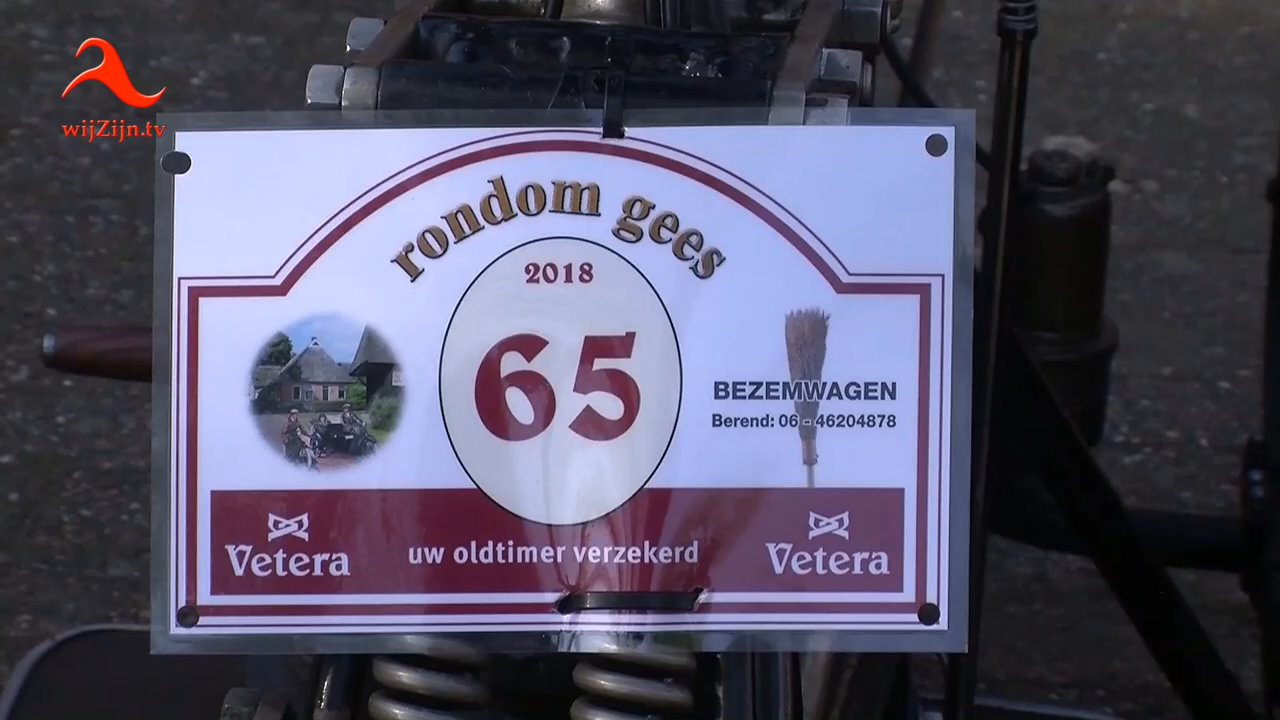 wijZijn.tv
rondom gees
2018
65
BEZEMWAGEN
Berend: 06 - 46204878
Vetera
uw oldtimer verzekerd
Vetera